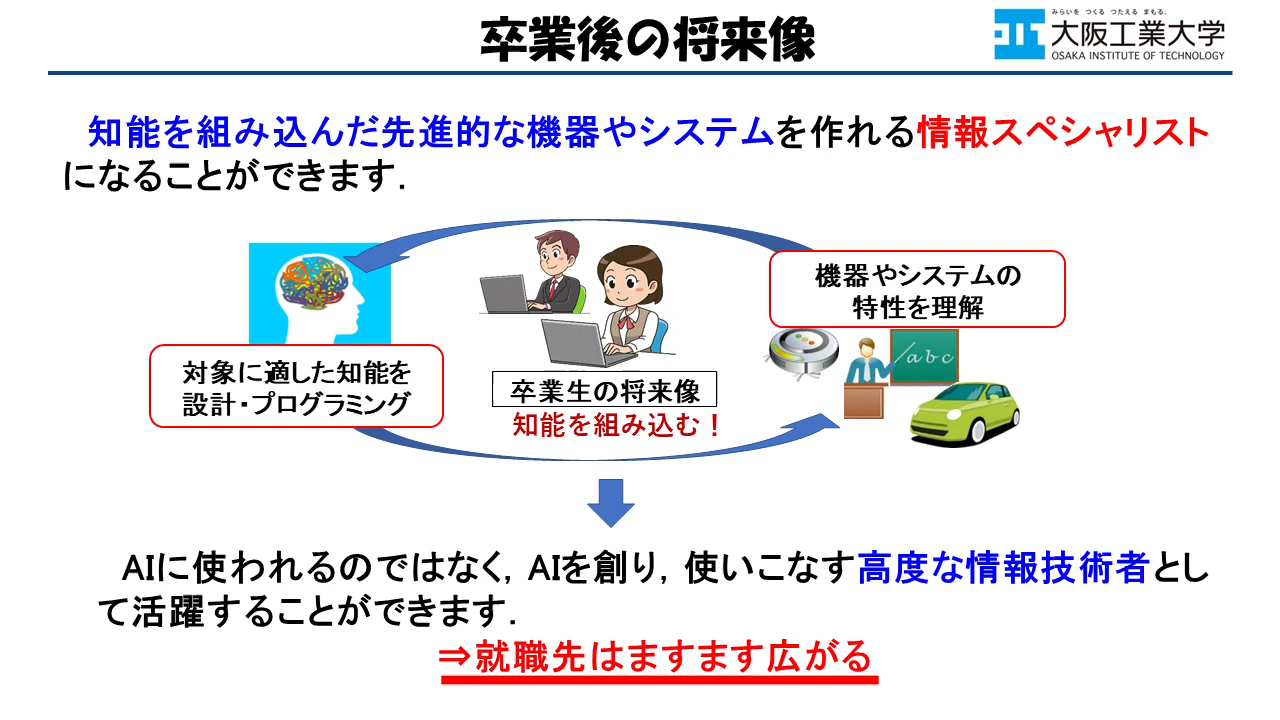 卒業後の将来像
みらいを つくる つたえる まもる。
大阪工業大学
OSAKA INSTITUTE OF TECHNOLOGY
知能を組み込んだ先進的な機器やシステムを作れる情報スペシャリスト
になることができます．
機器やシステムの
特性を理解
abc
対象に適した知能を
設計・プログラミング
卒業生の将来像
知能を組み込む！
AIに使われるのではなく，AIを創り，使いこなす高度な情報技術者とし
て活躍することができます．
⇒就職先はますます広がる